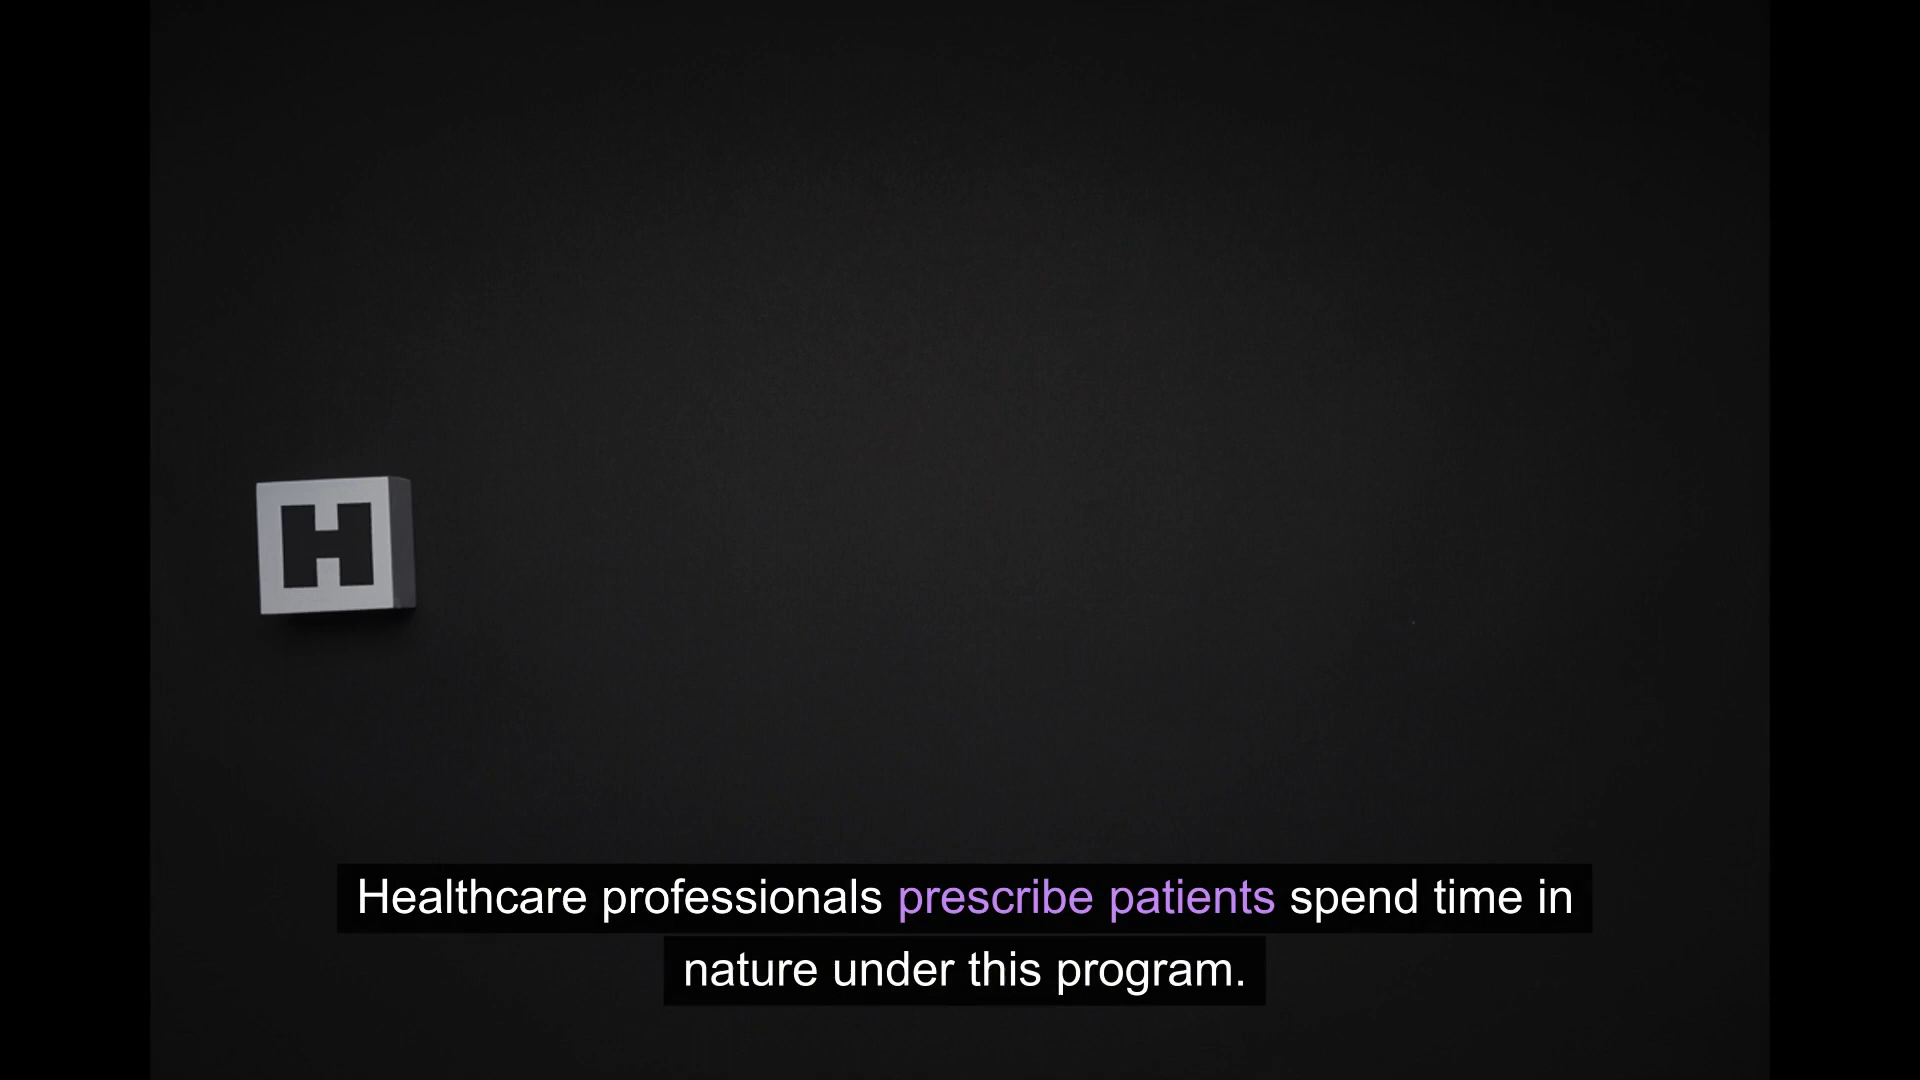 H
Healthcare professionals prescribe patients spend time in
nature under this program.